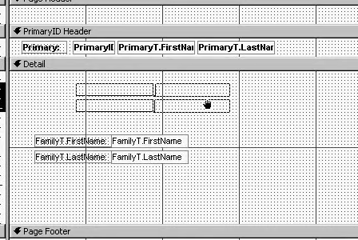 Page Header
PrimaryID Header
Primary: PrimaryI PrimaryT.FirstNar PrimaryT.LastNar
Detail
FamilyT.FirstName: FamilyT.FirstName
FamilyT.LastName: FamilyT.LastName
Page Footer